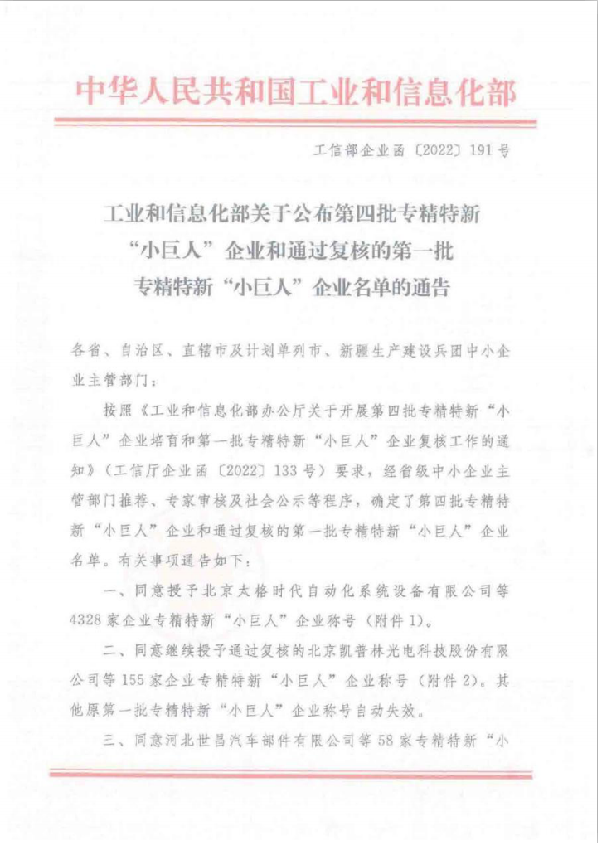 中华人民共和国工业和信息化部
工信部企业函〔2022〕191号
工业和信息化部关于公布第四批专精特新
“小巨人”企业和通过复核的第一批
专精特新“小巨人”企业名单的通告
各省、自治区、直辖市及计划单列市、新疆生产建设兵团中小企
业主管部门：
按照《工业和信息化部办公厅关于开展第四批专精特新“小
巨人”企业培育和第一批专精特新“小巨人”企业复核工作的通
知》（工信厅企业函〔2022〕133号）要求，经省级中小企业主
管部门推荐、专家审核及社会公示等程序，确定了第四批专精特
新“小巨人”企业和通过复核的第一批专精特新“小巨人”企业
名单。有关事项通告如下：
一、同意授予北京太格时代自动化系统设备有限公司等
4328家企业专精特新“小巨人”企业称号（附件1）。
二、同意继续授予通过复核的北京凯普林光电科技股份有限
公司等155家企业专精特新“小巨人”企业称号（附件2）。其
他原第一批专精特新“小巨人”企业称号自动失效。
三、同意河北世昌汽车部件有限公司等58家专精特新“小